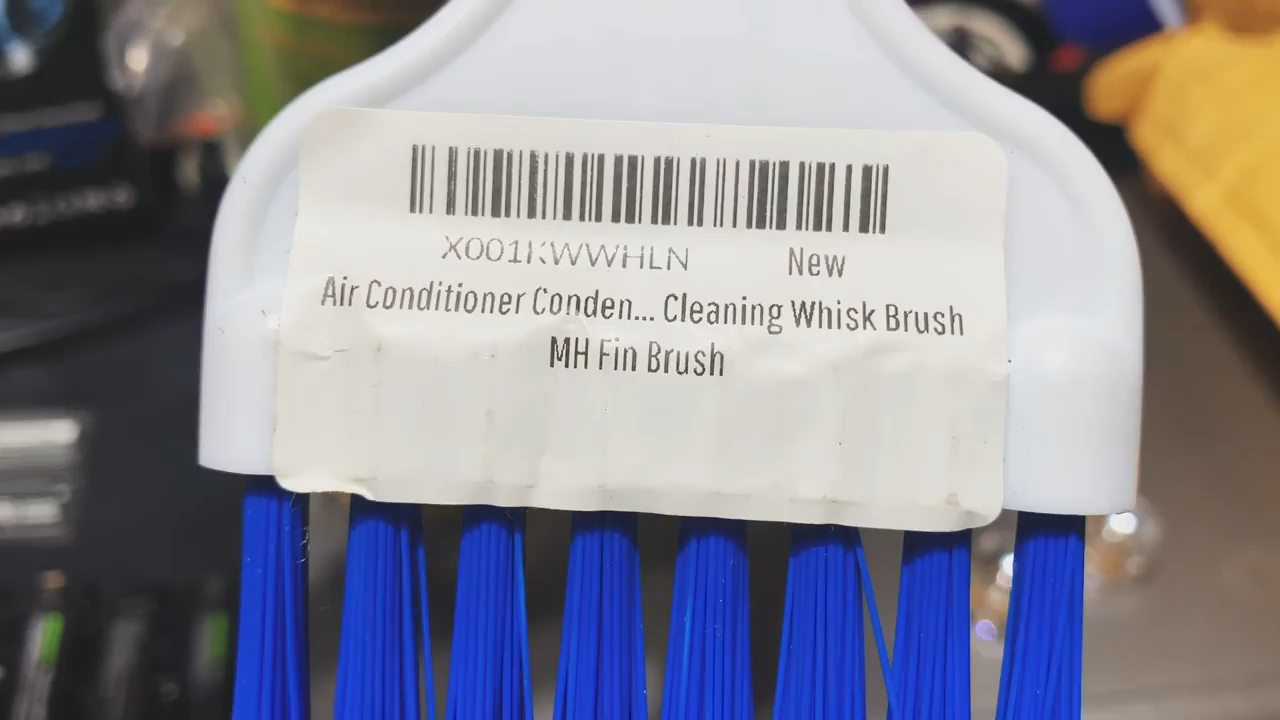 X001KWWHLN New
Air Conditioner Conden... Cleaning Whisk Brush
MH Fin Brush